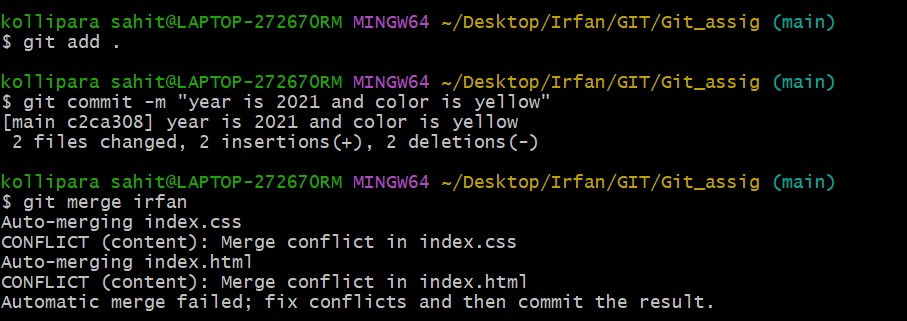 kollipara sahit@LAPTOP-27267ORM MINGW64 ~/Desktop/Irfan/GIT/Git_assig (main)
$ git add .
kollipara sahit@LAPTOP-27267ORM MINGW64 ~/Desktop/Irfan/GIT/Git_assig (main)
$ git commit -m "year is 2021 and color is yellow"
[main c2ca308] year is 2021 and color is yellow
 2 files changed, 2 insertions(+), 2 deletions(-)
kollipara sahit@LAPTOP-27267ORM MINGW64 ~/Desktop/Irfan/GIT/Git_assig (main)
$ git merge irfan
Auto-merging index.css
CONFLICT (content): Merge conflict in index.css
Auto-merging index.html
CONFLICT (content): Merge conflict in index.html
Automatic merge failed; fix conflicts and then commit the result.